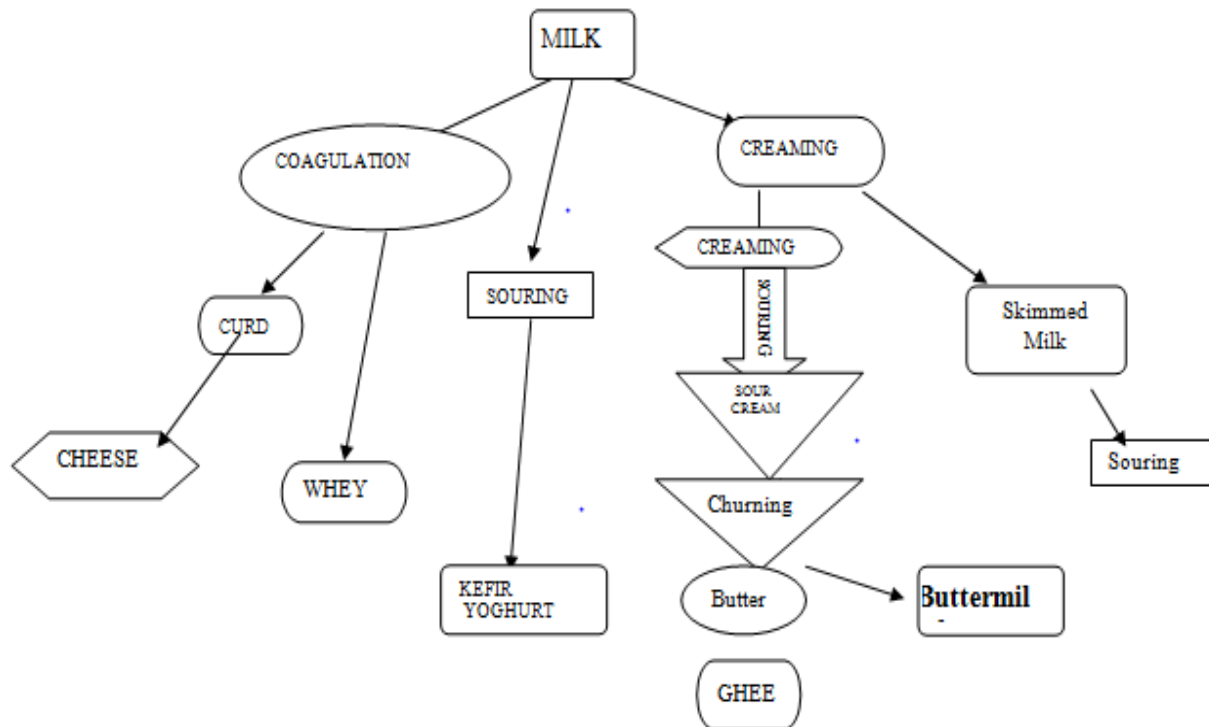 MILK
COAGULATION
CREAMING
CREAMING
SOURING
SOURING
CURD
Skimmed
Milk
SOUR
CREAM
CHEESE
WHEY
Churning
Souring
KEFIR
YOGHURT
Butter
Buttermil
GHEE